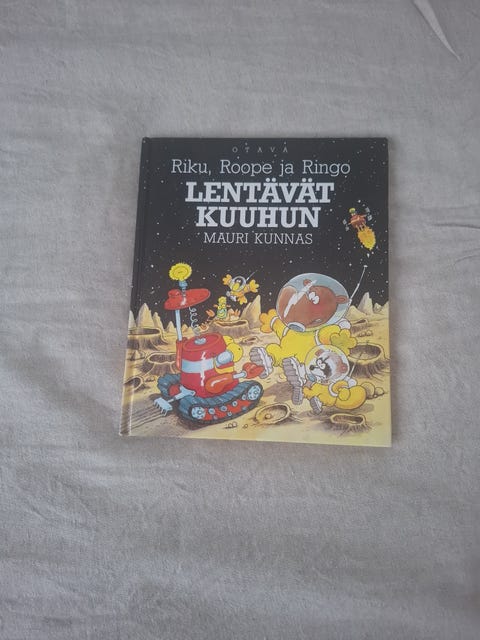 OTAVA
Riku, Roope ja Ringo
LENTÄVÄT
KUUHUN
MAURI KUNNAS